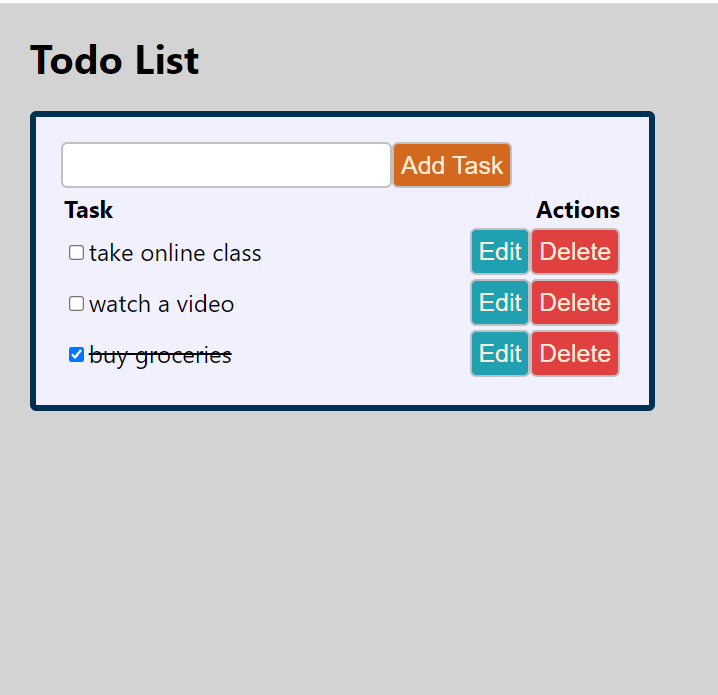 Todo List
Add Task
Task Actions
take online class Edit Delete
watch a video Edit Delete
buy groceries Edit Delete